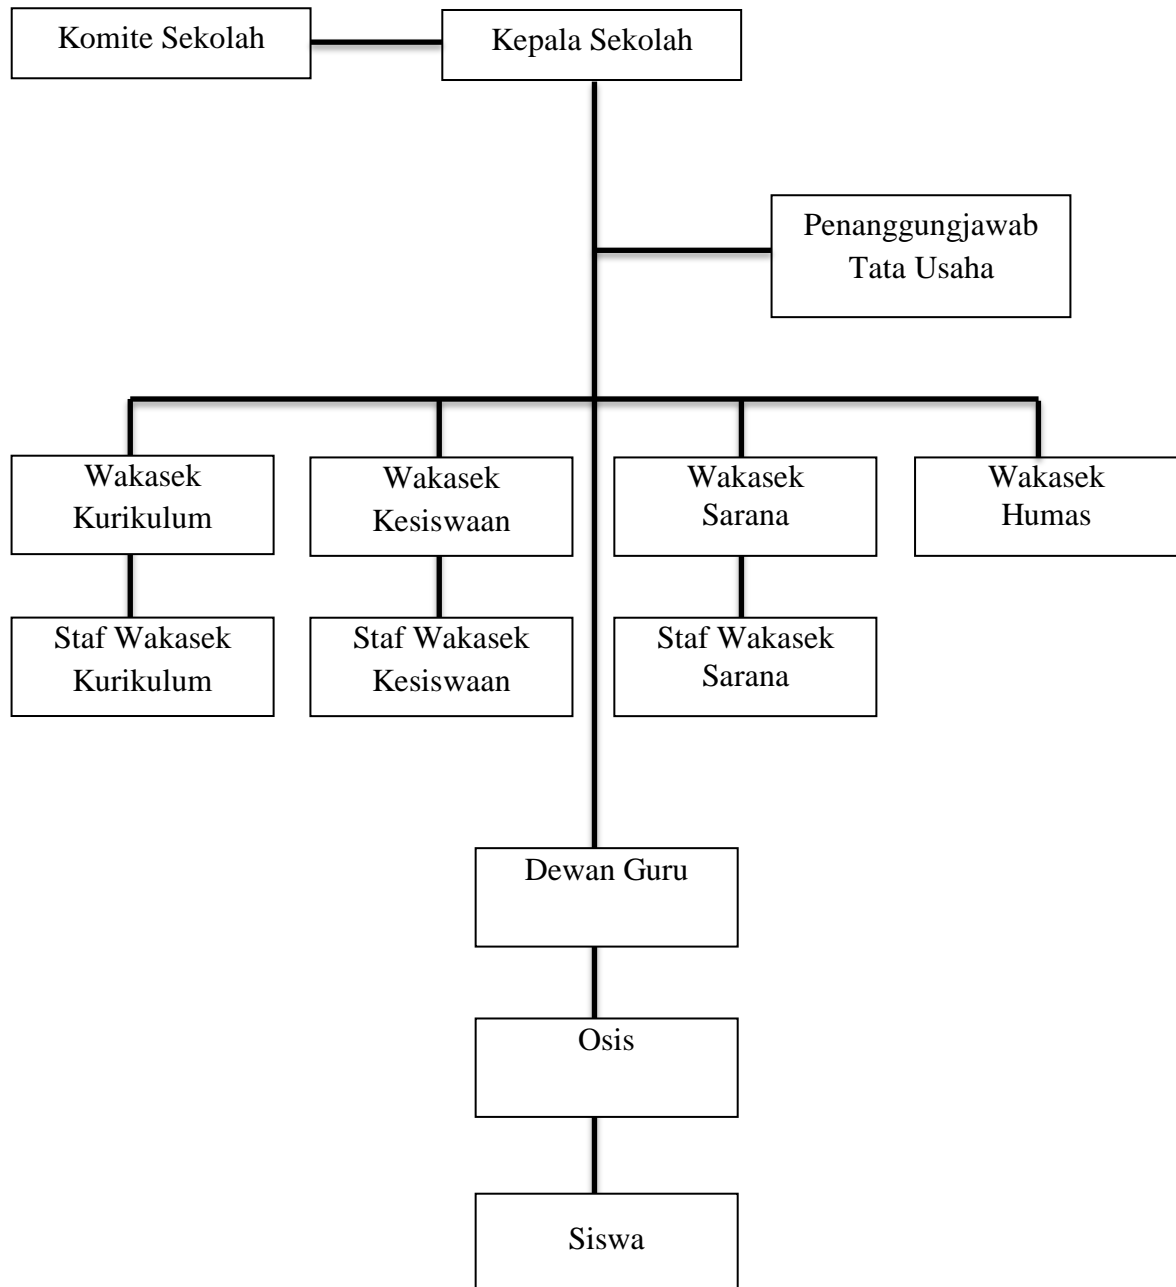 Komite Sekolah
Kepala Sekolah
Penanggungjawab
Tata Usaha
Wakasek
Kurikulum
Wakasek
Kesiswaan
Wakasek
Sarana
Wakasek
Humas
Staf Wakasek
Kurikulum
Staf Wakasek
Kesiswaan
Staf Wakasek
Sarana
Dewan Guru
Osis
Siswa